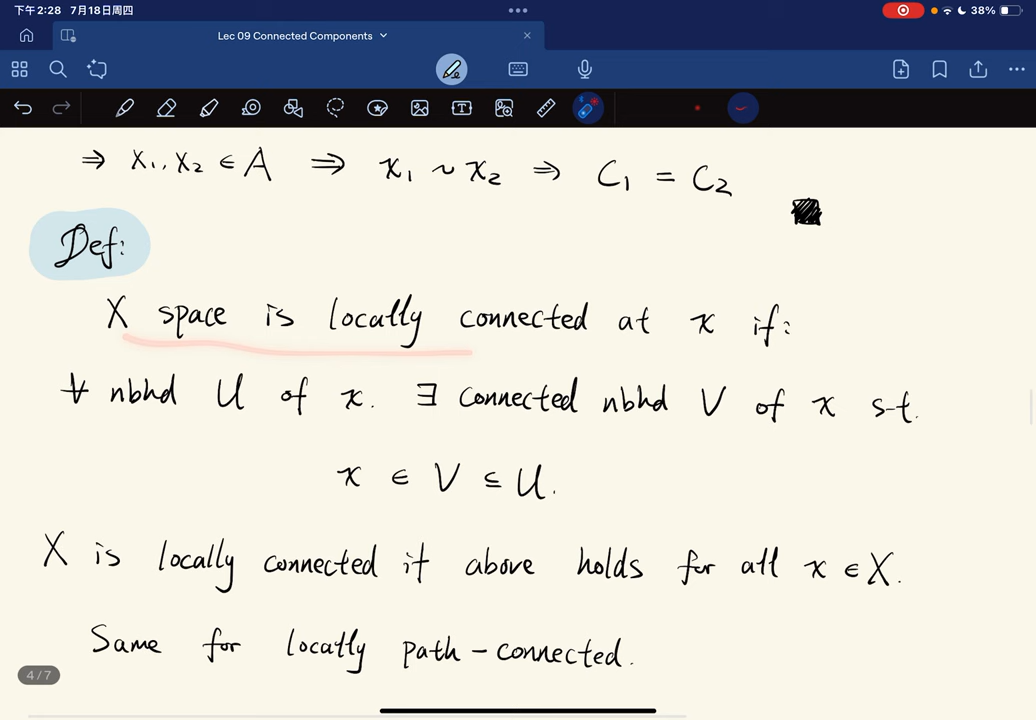 下午2:28 7月18日周四
38%
Lec 09 Connected Components
⇒ x₁, x₂ ∈ A ⇒ x₁ ~ x₂ ⇒ C₁ = C₂
Def:
X space is locally connected at x if:
∀ nbhd U of x. ∃ connected nbhd V of x s-t.
x ∈ V ⊆ U.
X is locally connected if above holds for all x ∈ X.
Same for locally path-connected.
4/7